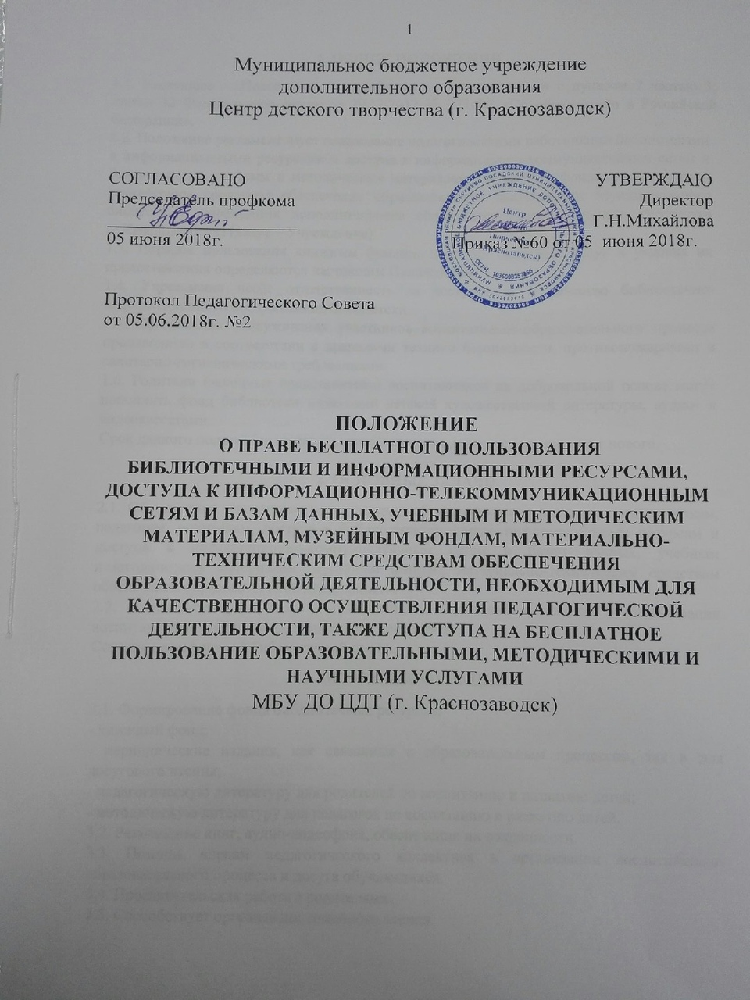 1
Муниципальное бюджетное учреждение
дополнительного образования
Центр детского творчества (г. Краснозаводск)
СОГЛАСОВАНО
Председатель профкома
05 июня 2018г.
УТВЕРЖДАЮ
Директор
Г.Н.Михайлова
Приказ №60 от 05 июня 2018г.
Протокол Педагогического Совета
от 05.06.2018г. №2
ПОЛОЖЕНИЕ
О ПРАВЕ БЕСПЛАТНОГО ПОЛЬЗОВАНИЯ
БИБЛИОТЕЧНЫМИ И ИНФОРМАЦИОННЫМИ РЕСУРСАМИ,
ДОСТУПА К ИНФОРМАЦИОННО-ТЕЛЕКОММУНИКАЦИОННЫМ
СЕТЯМ И БАЗАМ ДАННЫХ, УЧЕБНЫМ И МЕТОДИЧЕСКИМ
МАТЕРИАЛАМ, МУЗЕЙНЫМ ФОНДАМ, МАТЕРИАЛЬНО-
ТЕХНИЧЕСКИМ СРЕДСТВАМ ОБЕСПЕЧЕНИЯ
ОБРАЗОВАТЕЛЬНОЙ ДЕЯТЕЛЬНОСТИ, НЕОБХОДИМЫМ ДЛЯ
КАЧЕСТВЕННОГО ОСУЩЕСТВЛЕНИЯ ПЕДАГОГИЧЕСКОЙ
ДЕЯТЕЛЬНОСТИ, ТАКЖЕ ДОСТУПА НА БЕСПЛАТНОЕ
ПОЛЬЗОВАНИЕ ОБРАЗОВАТЕЛЬНЫМИ, МЕТОДИЧЕСКИМИ И
НАУЧНЫМИ УСЛУГАМИ
МБУ ДО ЦДТ (г. Краснозаводск)